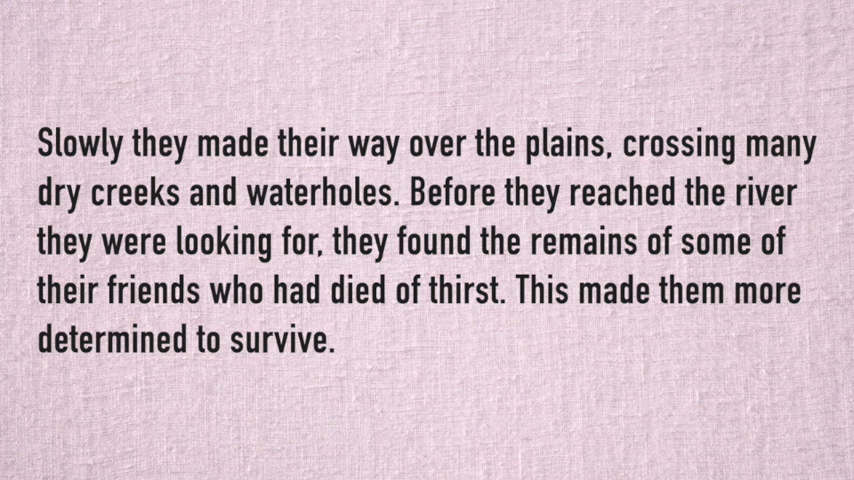 Slowly they made their way over the plains, crossing many
dry creeks and waterholes. Before they reached the river
they were looking for, they found the remains of some of
their friends who had died of thirst. This made them more
determined to survive.